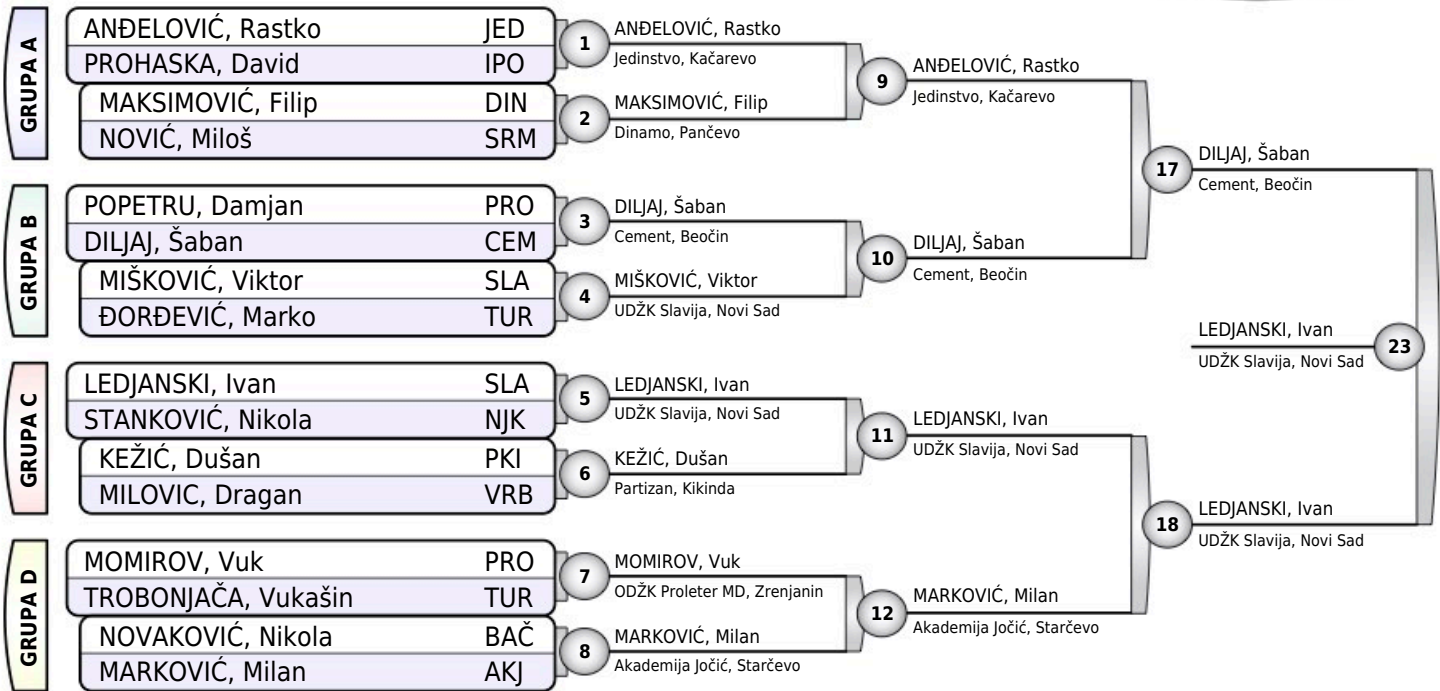 GRUPA A
ANĐELOVIĆ, Rastko JED
PROHASKA, David IPO
MAKSIMOVIĆ, Filip DIN
NOVIĆ, Miloš SRM
GRUPA B
POPETRU, Damjan PRO
DILJAJ, Šaban CEM
MIŠKOVIĆ, Viktor SLA
ĐORĐEVIĆ, Marko TUR
GRUPA C
LEDJANSKI, Ivan SLA
STANKOVIĆ, Nikola NJK
KEŽIĆ, Dušan PKI
MILOVIC, Dragan VRB
GRUPA D
MOMIROV, Vuk PRO
TROBONJAČA, Vukašin TUR
NOVAKOVIĆ, Nikola BAČ
MARKOVIĆ, Milan AKJ
1
ANĐELOVIĆ, Rastko
Jedinstvo, Kačarevo
2
MAKSIMOVIĆ, Filip
Dinamo, Pančevo
3
DILJAJ, Šaban
Cement, Beočin
4
MIŠKOVIĆ, Viktor
UDŽK Slavija, Novi Sad
5
LEDJANSKI, Ivan
UDŽK Slavija, Novi Sad
6
KEŽIĆ, Dušan
Partizan, Kikinda
7
MOMIROV, Vuk
ODŽK Proleter MD, Zrenjanin
8
MARKOVIĆ, Milan
Akademija Jočić, Starčevo
9
ANĐELOVIĆ, Rastko
Jedinstvo, Kačarevo
10
DILJAJ, Šaban
Cement, Beočin
11
LEDJANSKI, Ivan
UDŽK Slavija, Novi Sad
12
MARKOVIĆ, Milan
Akademija Jočić, Starčevo
17
DILJAJ, Šaban
Cement, Beočin
18
LEDJANSKI, Ivan
UDŽK Slavija, Novi Sad
LEDJANSKI, Ivan
UDŽK Slavija, Novi Sad
23